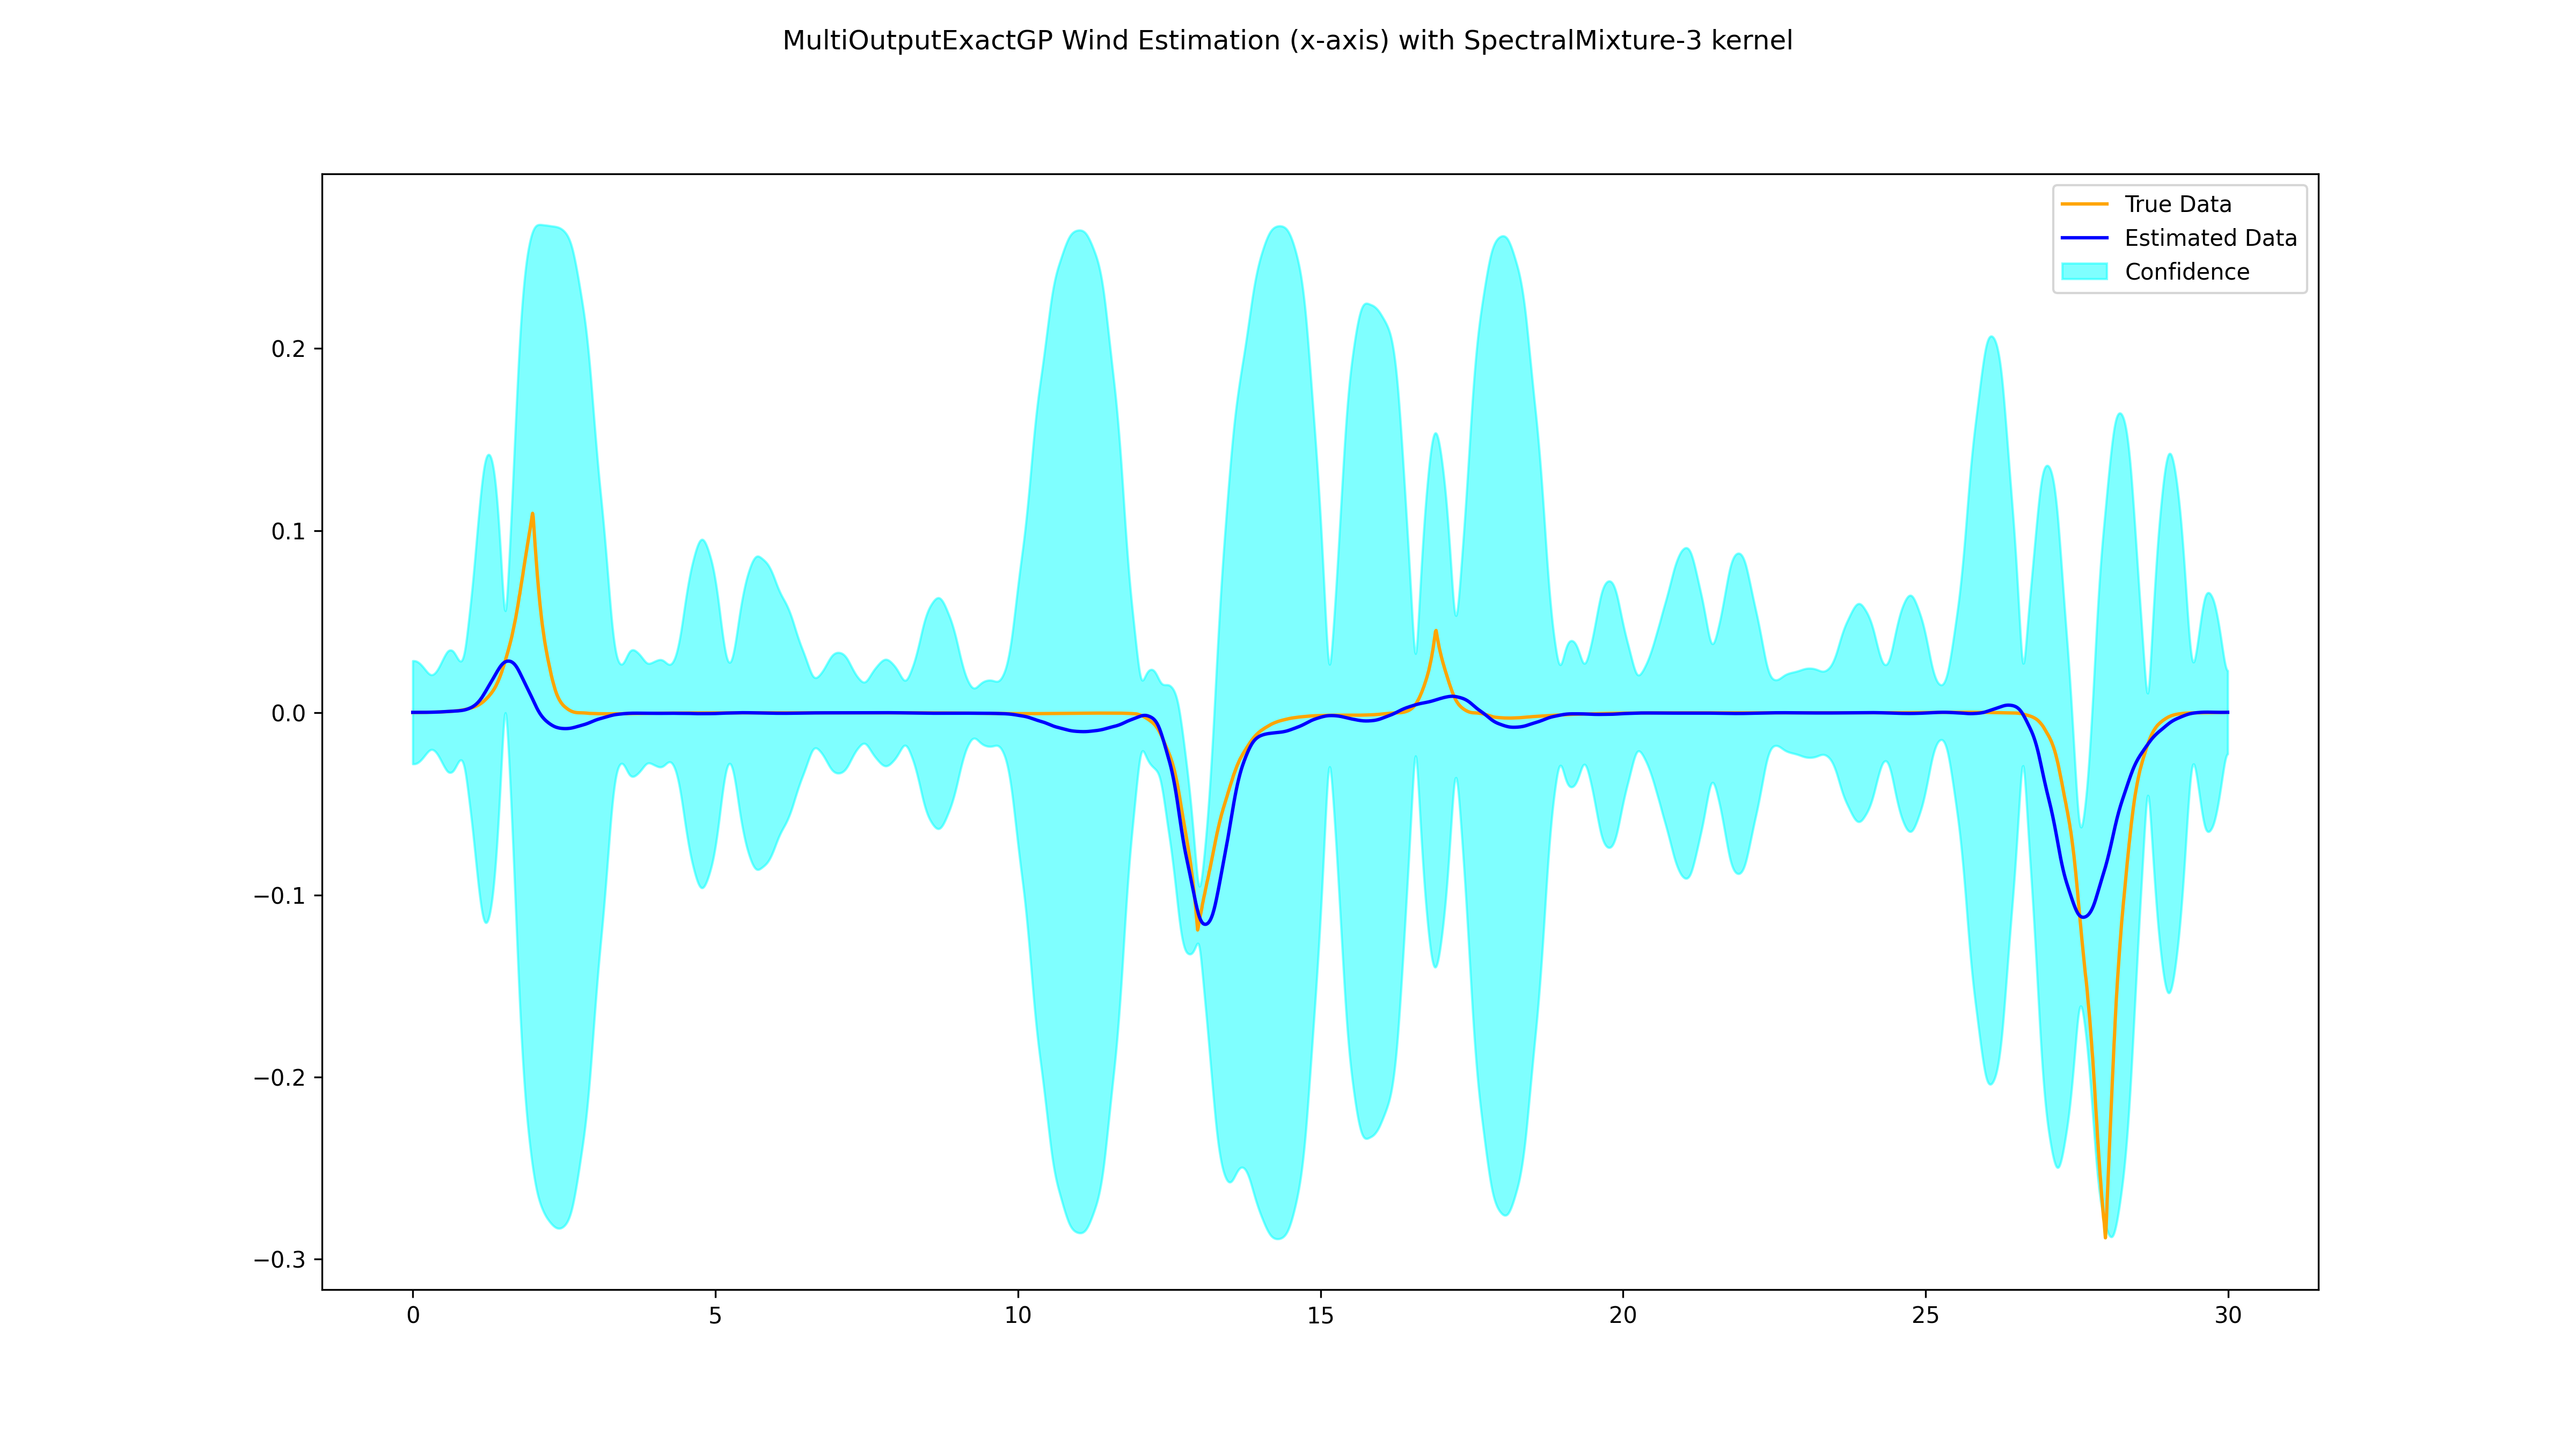 MultiOutputExactGP Wind Estimation (x-axis) with SpectralMixture-3 kernel
True Data
Estimated Data
Confidence
0.2
0.1
0.0
−0.1
−0.2
−0.3
0 5 10 15 20 25 30